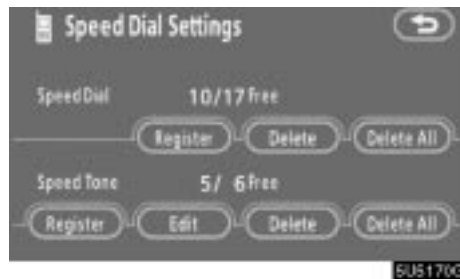 Speed Dial Settings
Speed Dial 10/17 Free
Register Delete Delete All
Speed Tone 5/ 6 Free
Register Edit Delete Delete All
5U5170G